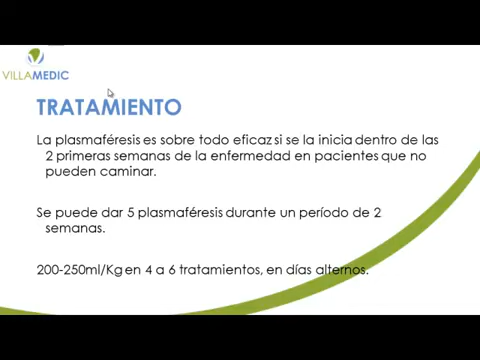 VILLAMEDIC
TRATAMIENTO
La plasmaféresis es sobre todo eficaz si se la inicia dentro de las
2 primeras semanas de la enfermedad en pacientes que no
pueden caminar.
Se puede dar 5 plasmaféresis durante un período de 2
semanas.
200-250ml/Kg en 4 a 6 tratamientos, en días alternos.